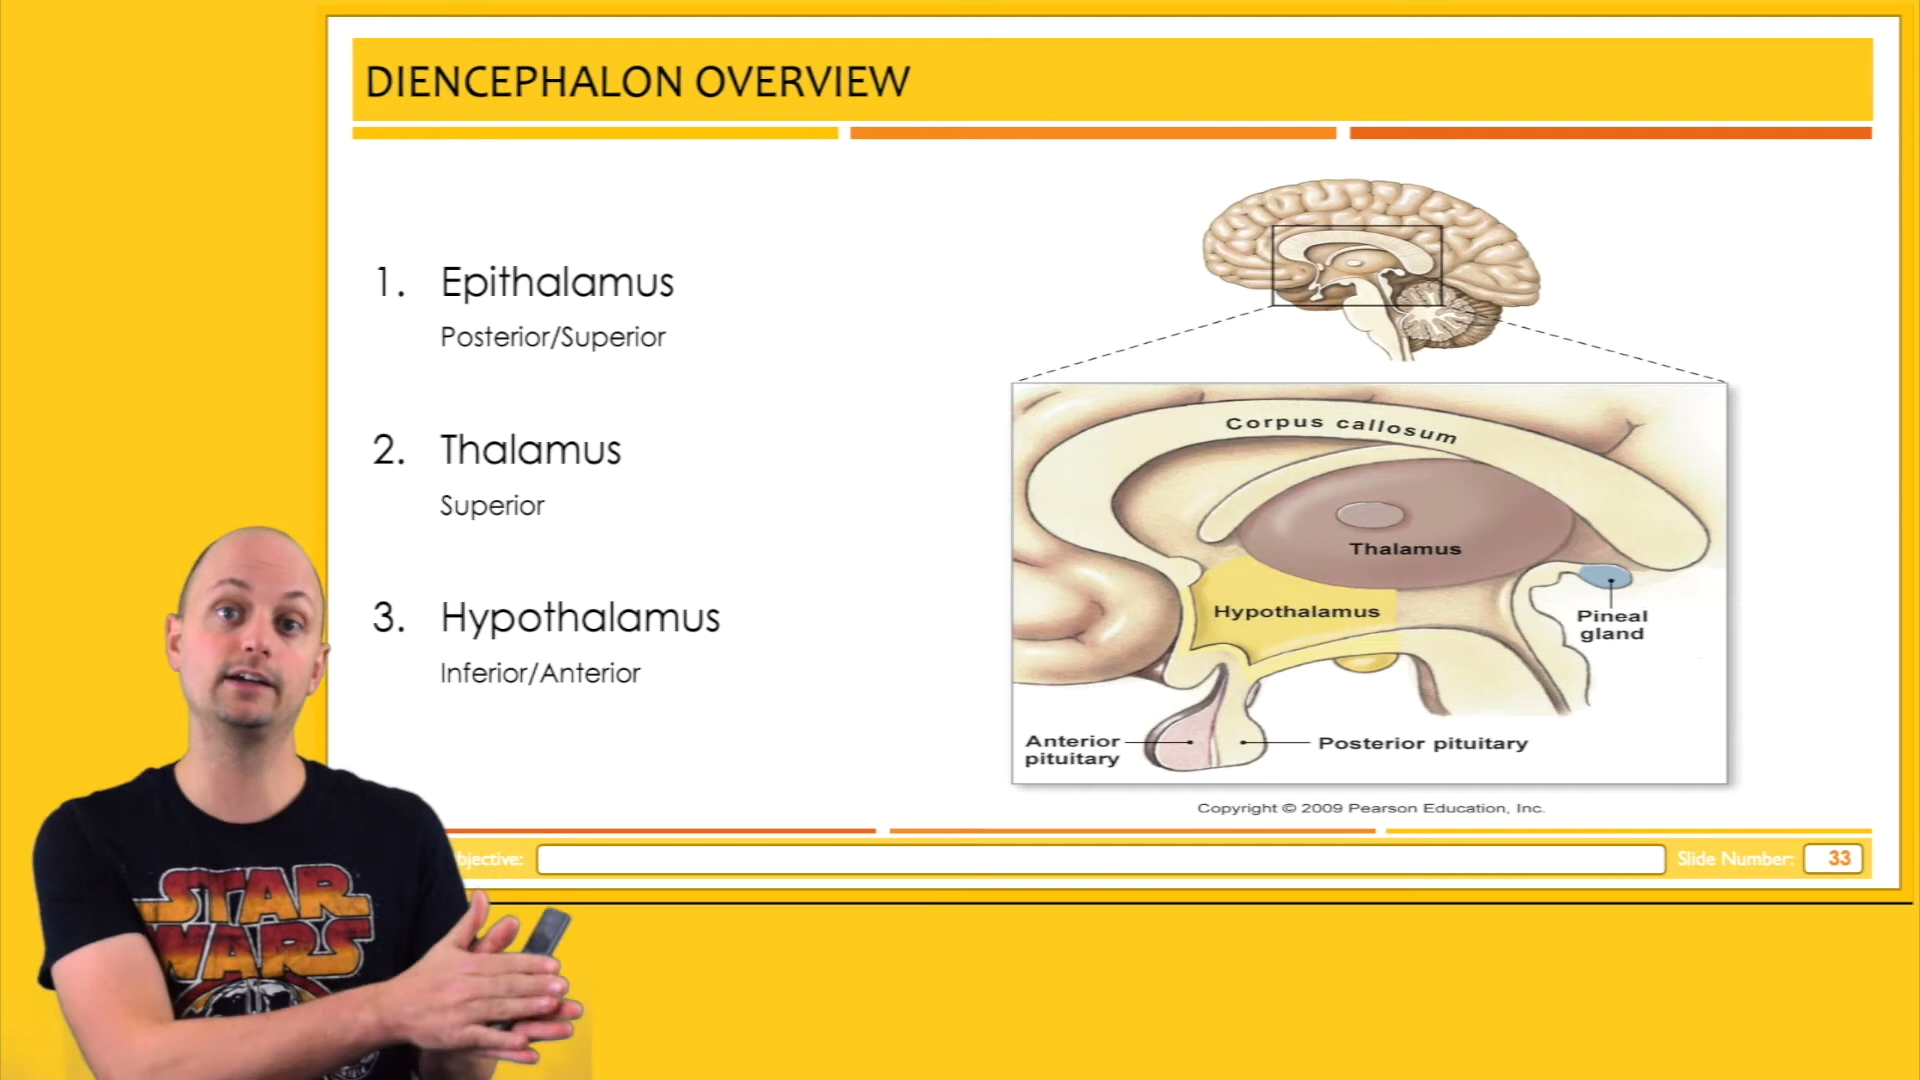 DIENCEPHALON OVERVIEW
1. Epithalamus
Posterior/Superior
2. Thalamus
Superior
3. Hypothalamus
Inferior/Anterior
Corpus callosum
Thalamus
Hypothalamus
Pineal
gland
Anterior
pituitary
Posterior pituitary
Copyright © 2009 Pearson Education, Inc.
bjective:
Slide Number: 33
STAR
WARS